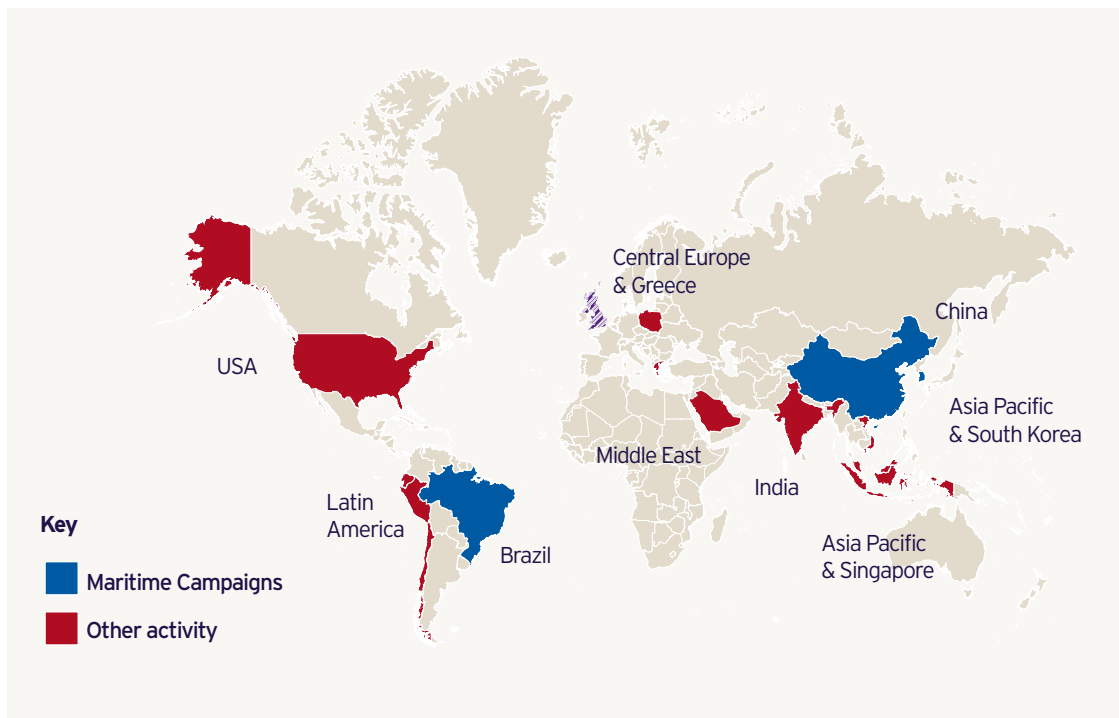 Central Europe
& Greece
China
USA
Asia Pacific
& South Korea
Middle East
India
Latin
America
Brazil
Asia Pacific
& Singapore
Key
Maritime Campaigns
Other activity